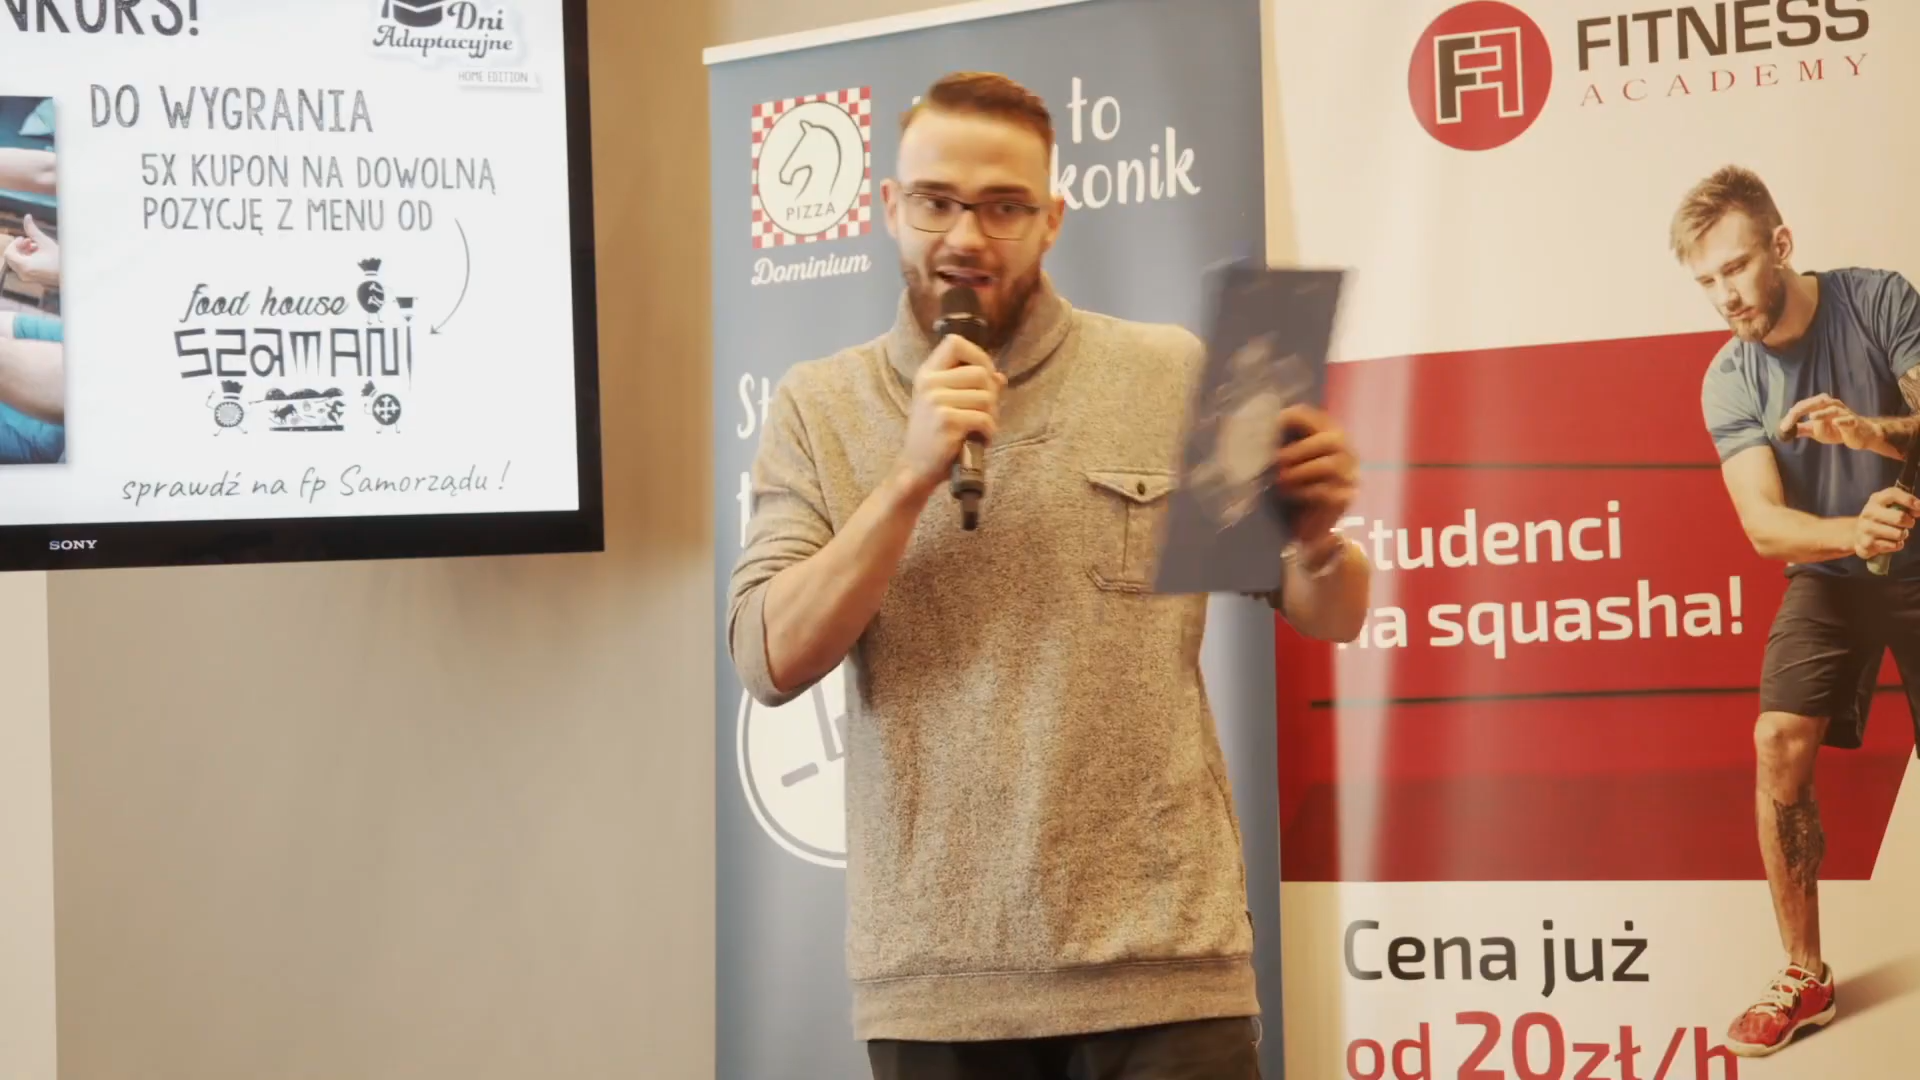 NKURS!
Dni
Adaptacyjne
HOME EDITION
DO WYGRANIA
5X KUPON NA DOWOLNĄ
POZYCJĘ Z MENU OD
food house
SZAMANI
sprawdź na fp Samorządu!
SONY
PIZZA
Dominium
to
konik
St
FITNESS
ACADEMY
Studenci
na squasha!
Cena już
od 20zł/h